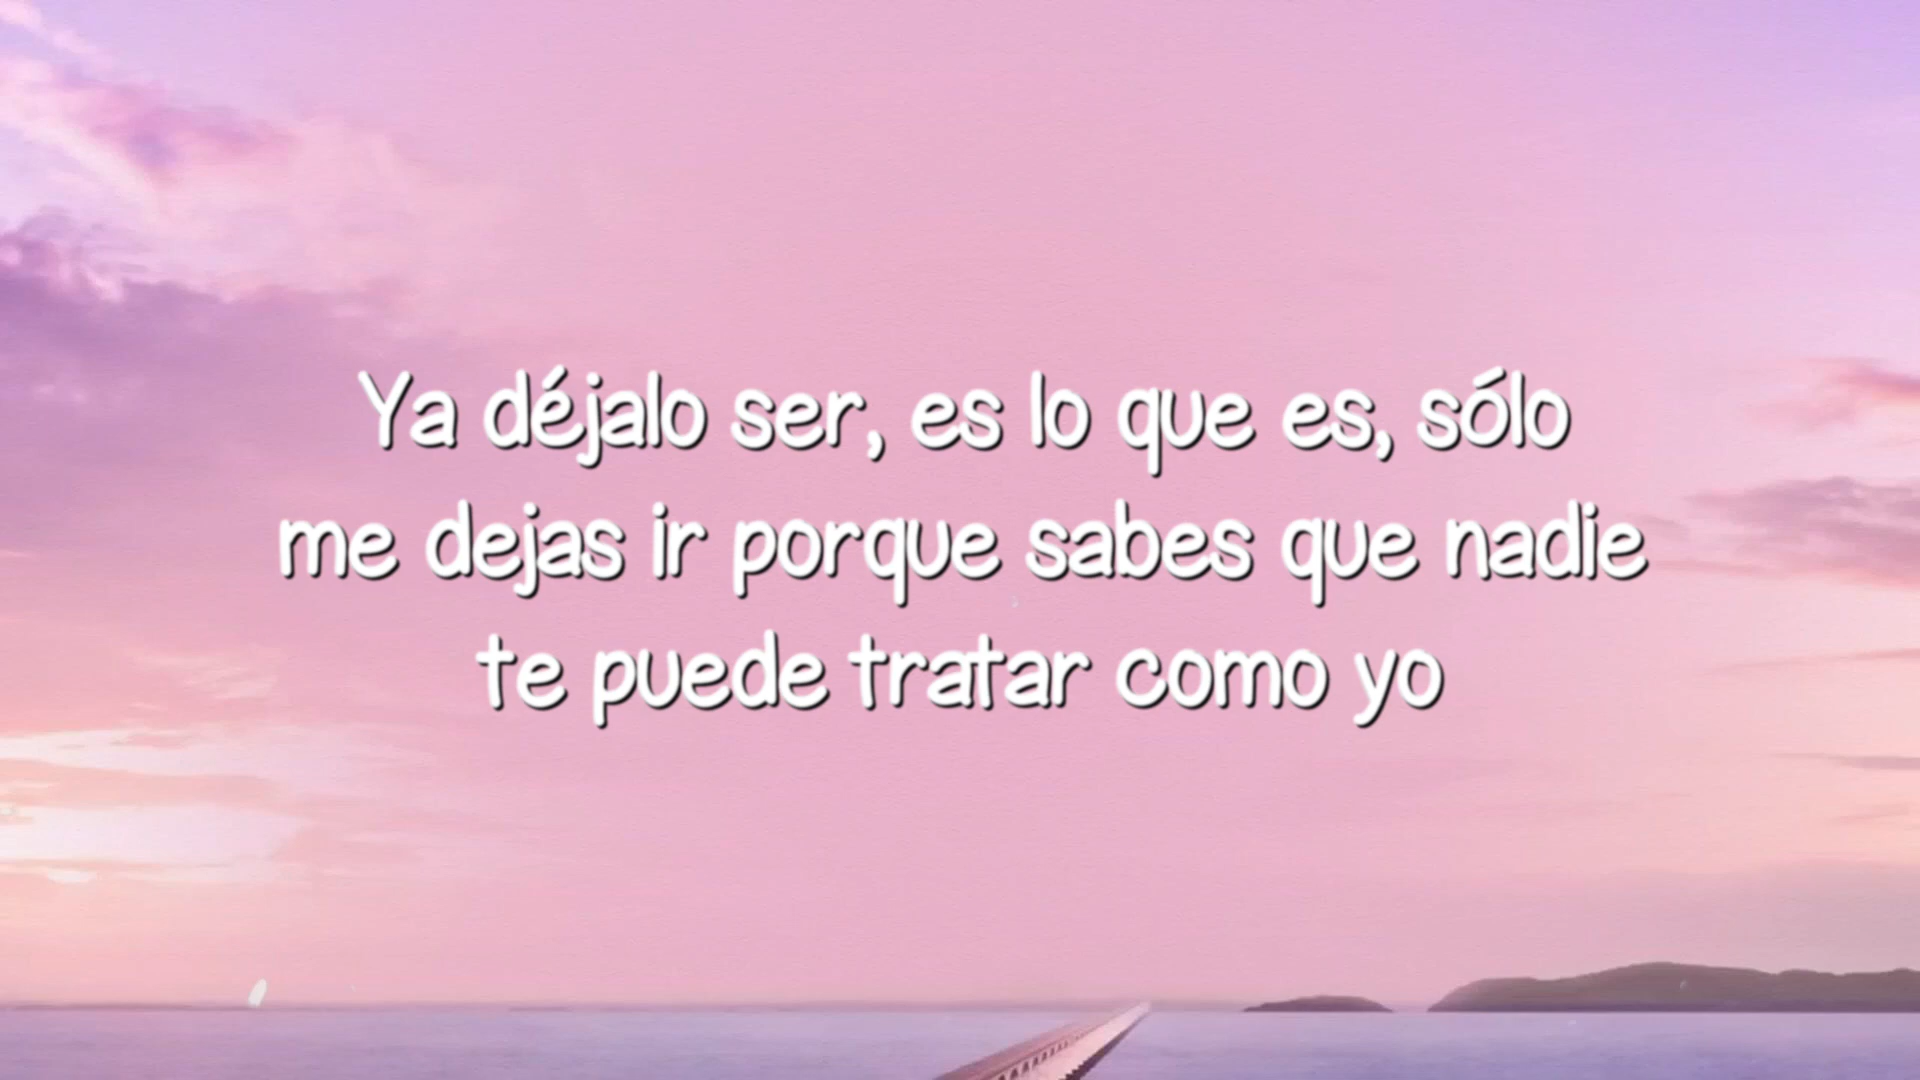 Ya déjalo ser, es lo que es, sólo
me dejas ir porque sabes que nadie
te puede tratar como yo